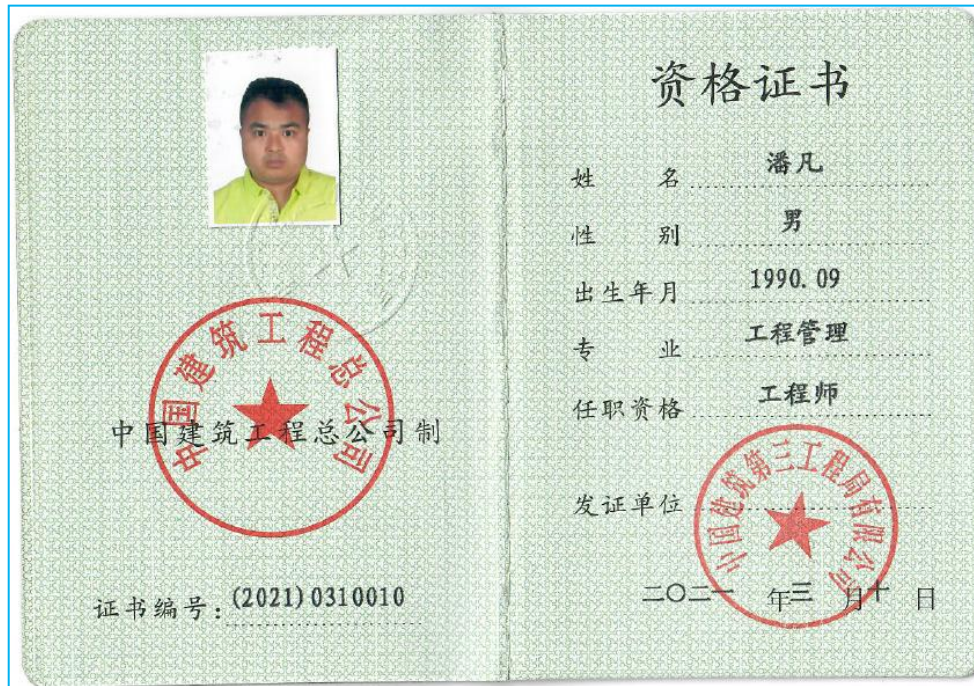 中国建筑工程总公司
中国建筑工程总公司制
证书编号：(2021)0310010
资格证书
姓 名 潘凡
性 别 男
出生年月 1990.09
专 业 工程管理
任职资格 工程师
发证单位
中国建筑第三工程局有限公司
二〇二一 年三 月十 日